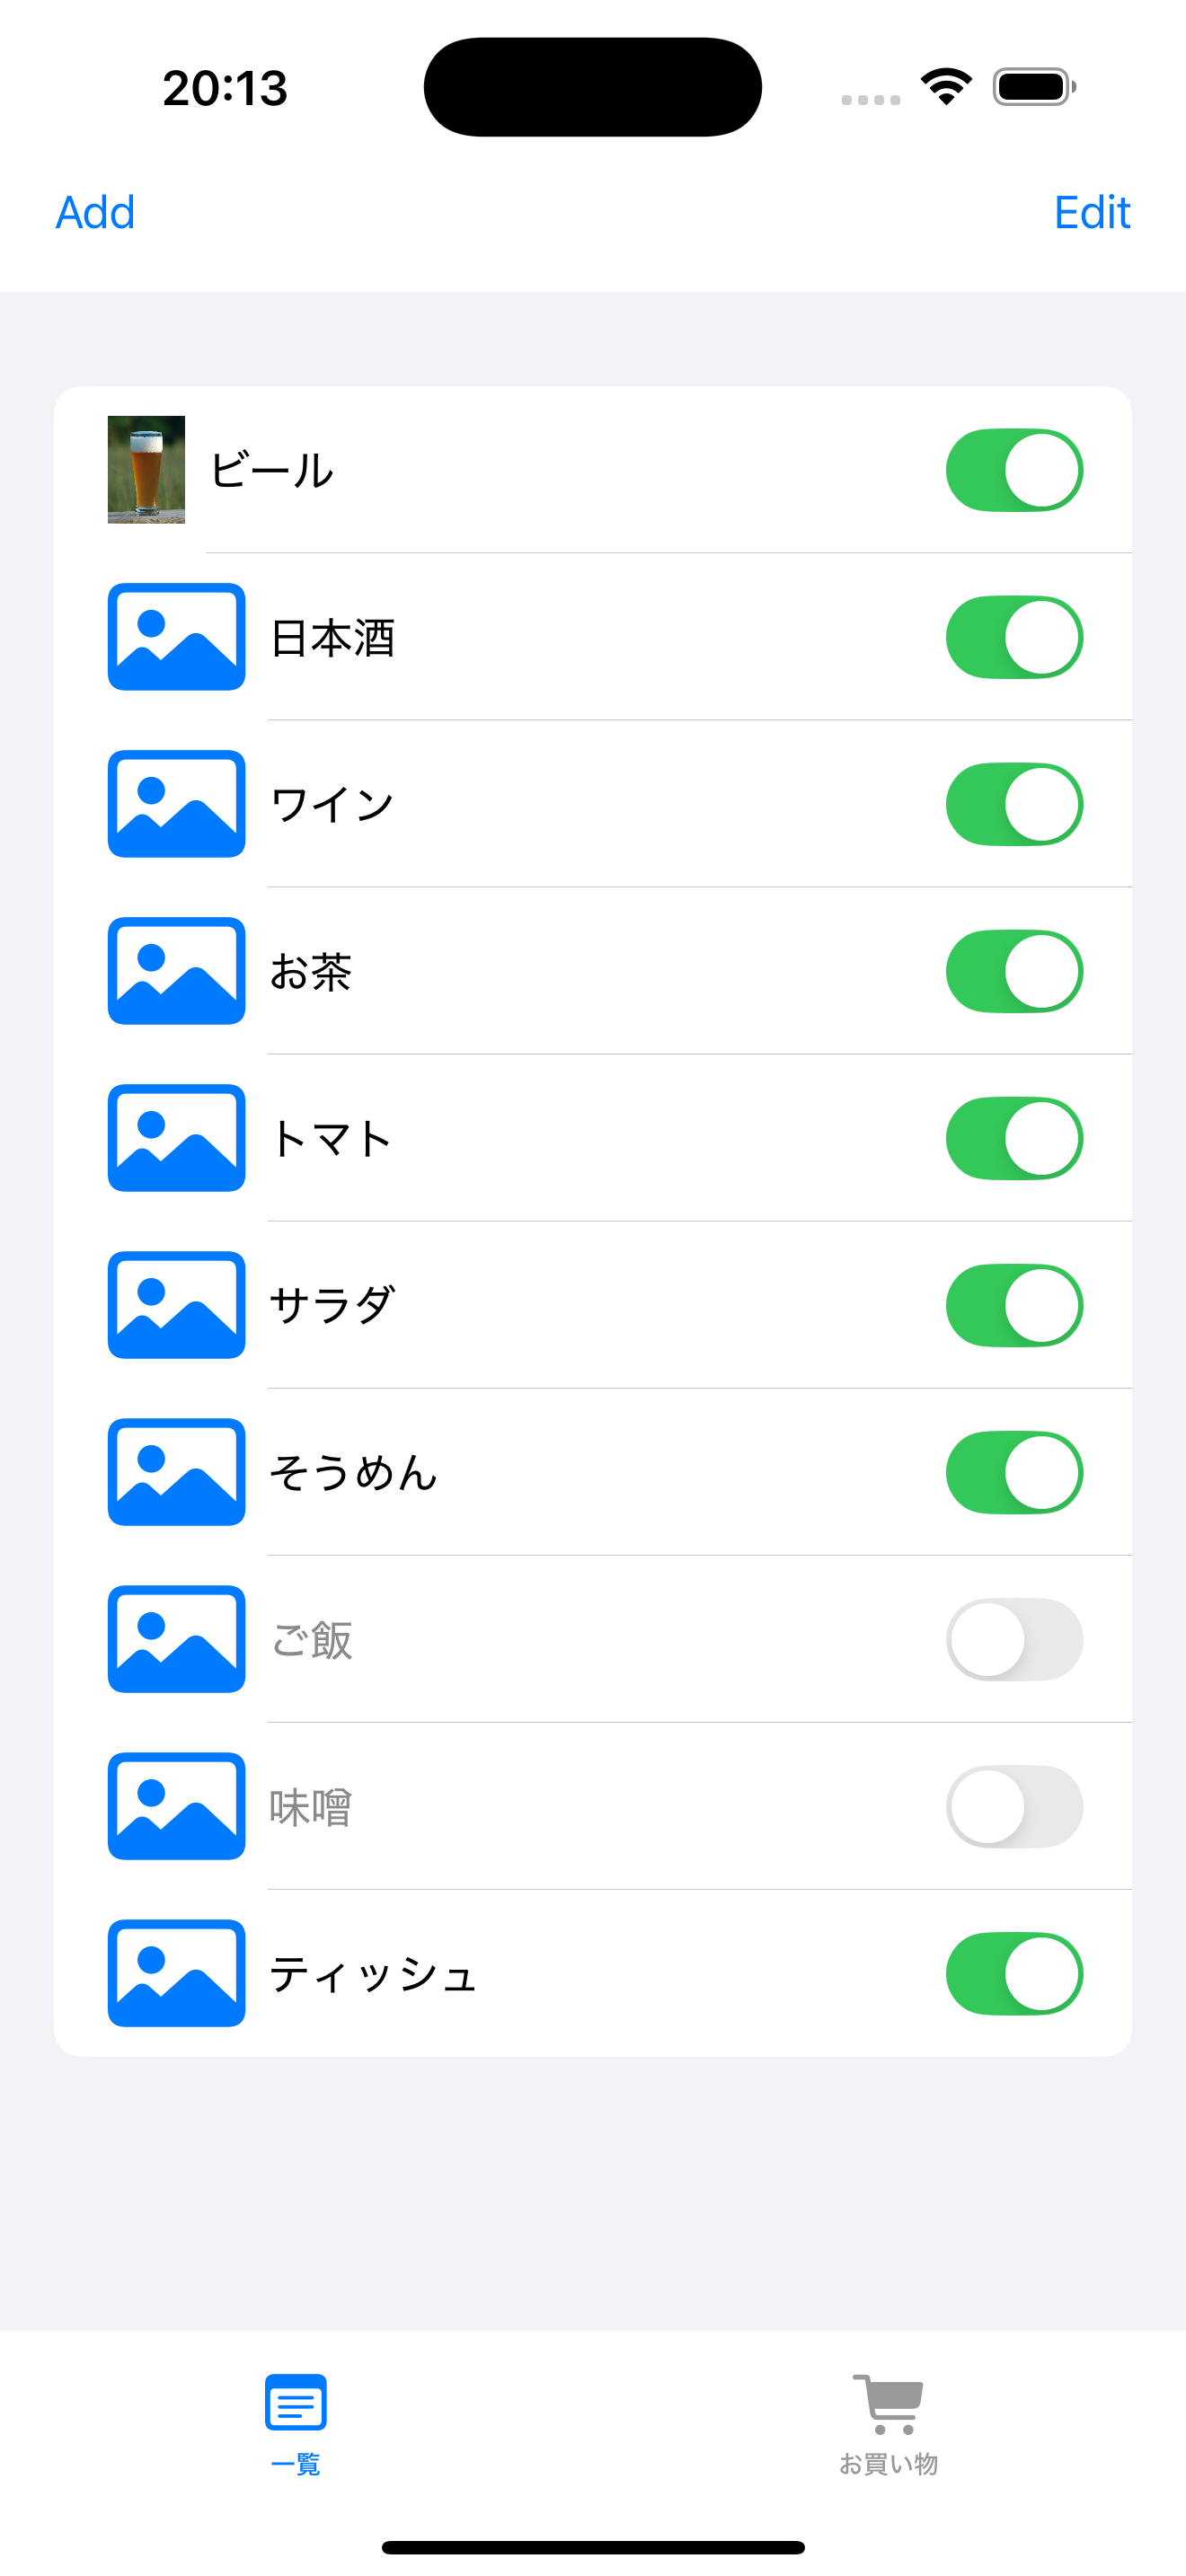 20:13
Add
Edit
ビール
日本酒
ワイン
お茶
トマト
サラダ
そうめん
ご飯
味噌
ティッシュ
一覧
お買い物